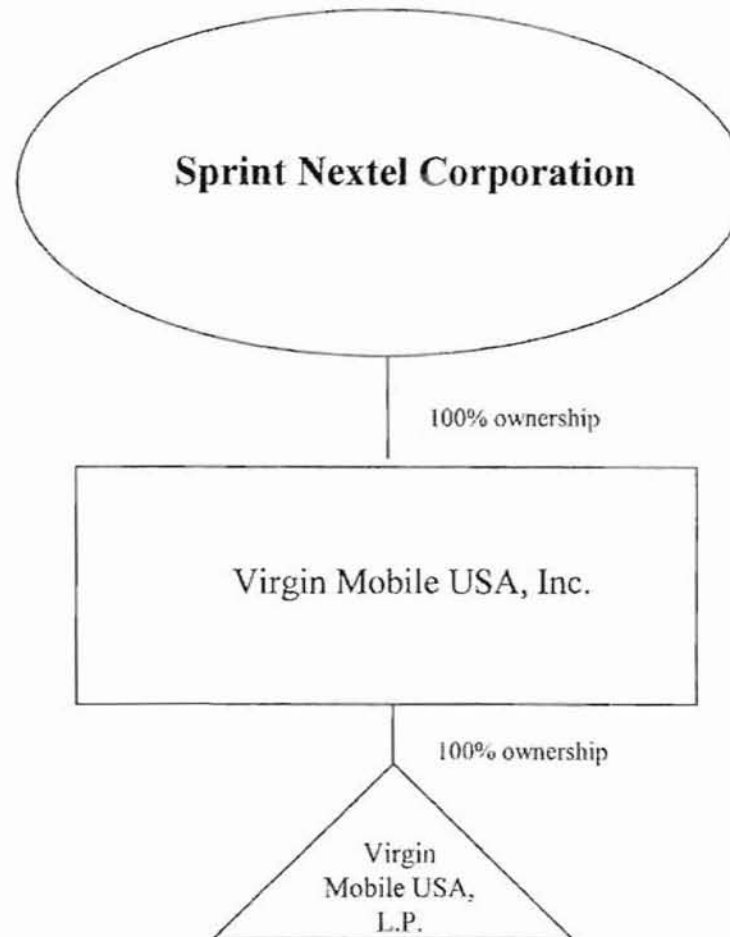 Sprint Nextel Corporation
100% ownership
Virgin Mobile USA, Inc.
100% ownership
Virgin
Mobile USA,
L.P.